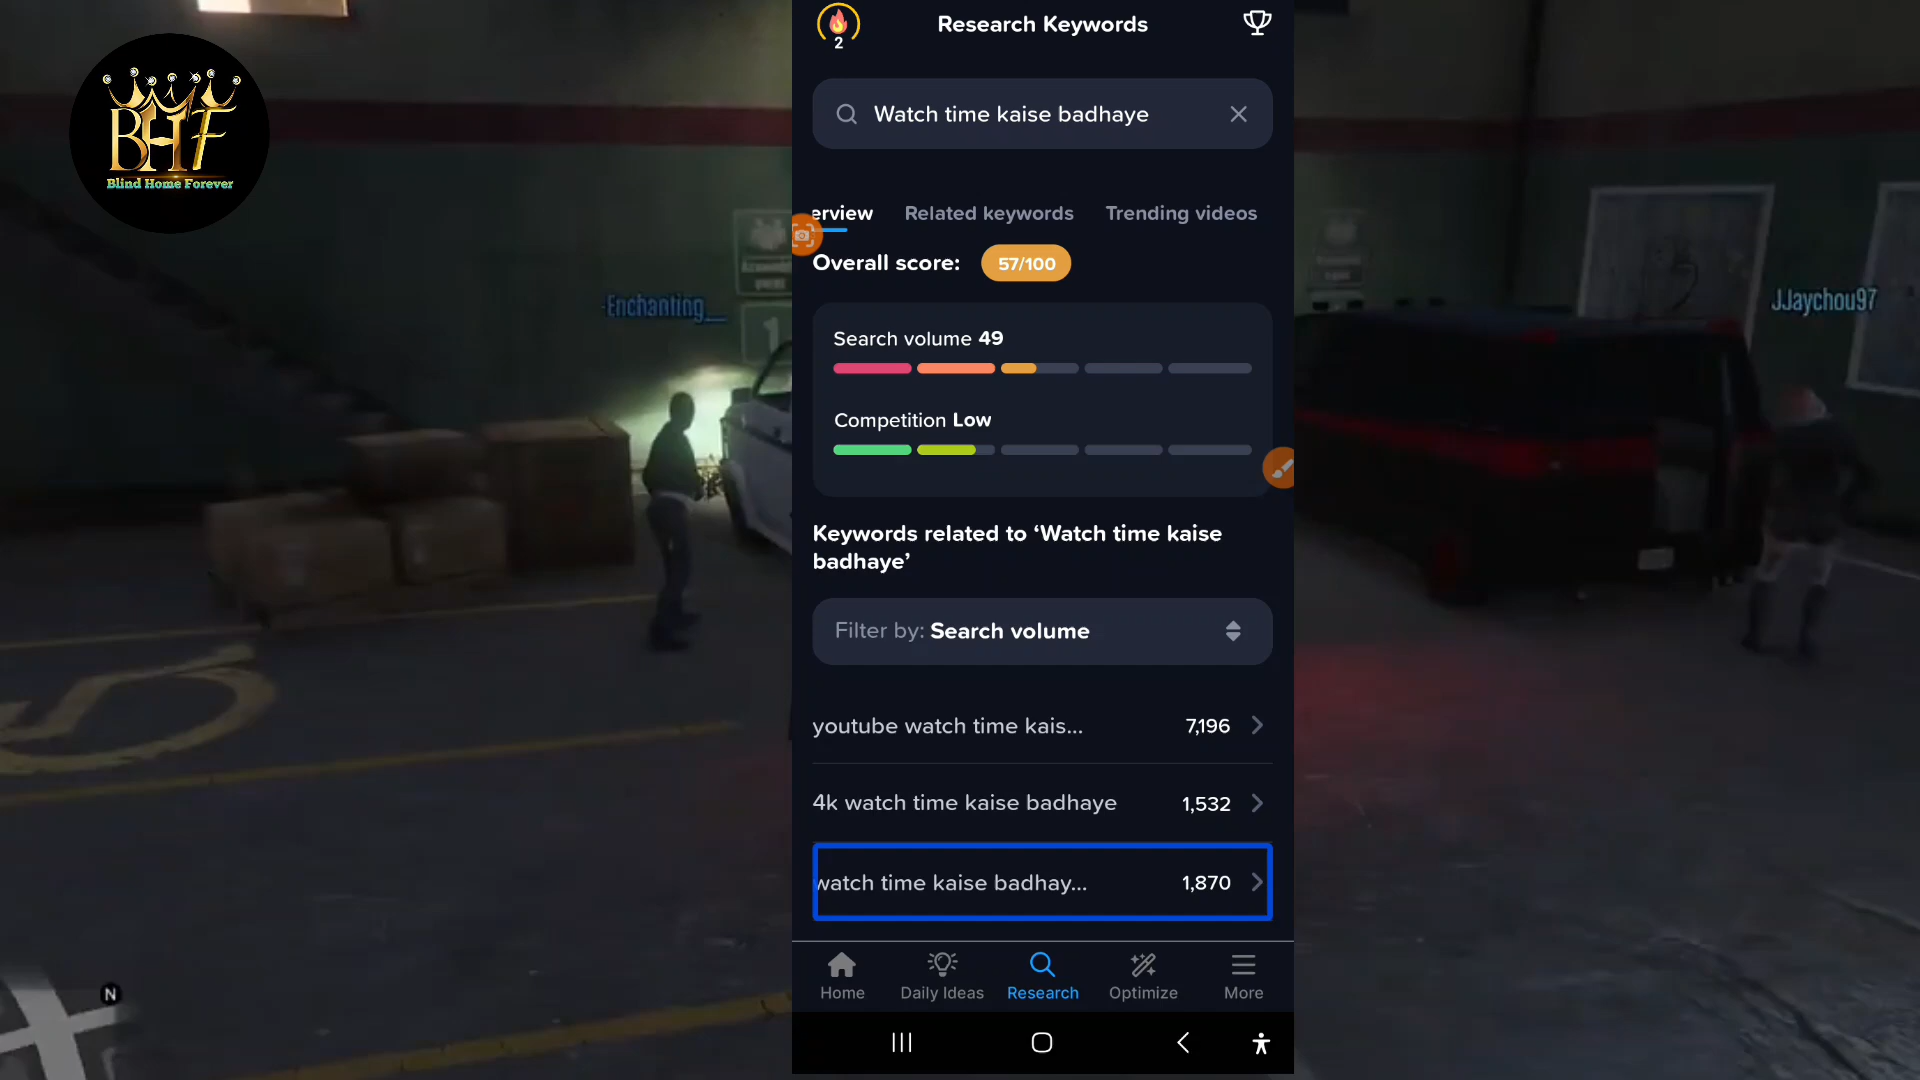 BHF
Blind Home Forever
-Enchanting__
JJaychou97
1
N
2
Research Keywords
Watch time kaise badhaye
erview
Related keywords
Trending videos
Overall score: 57/100
Search volume 49
Competition Low
Keywords related to ‘Watch time kaise
badhaye’
Filter by: Search volume
youtube watch time kais... 7,196
4k watch time kaise badhaye 1,532
watch time kaise badhay... 1,870
Home
Daily Ideas
Research
Optimize
More